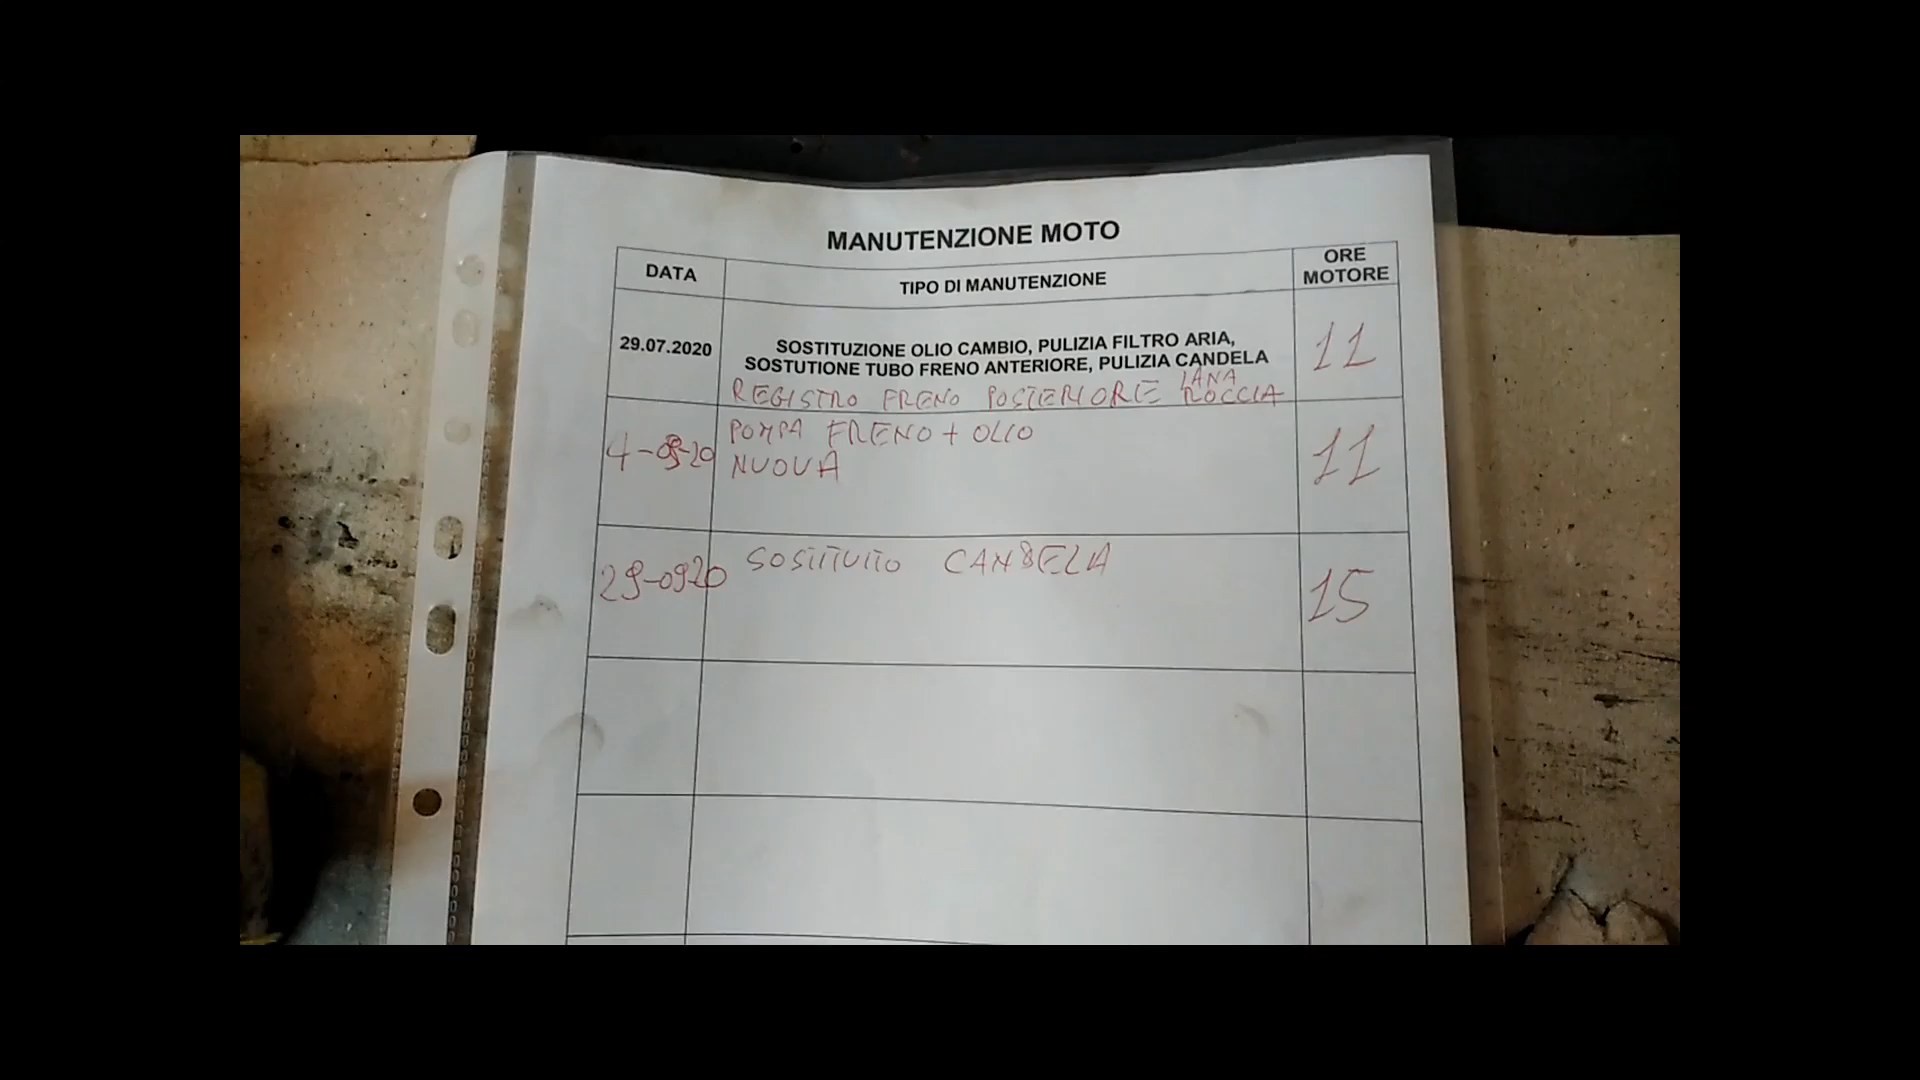 MANUTENZIONE MOTO
DATA
TIPO DI MANUTENZIONE
ORE
MOTORE
29.07.2020
SOSTITUZIONE OLIO CAMBIO, PULIZIA FILTRO ARIA,
SOSTUTIONE TUBO FRENO ANTERIORE, PULIZIA CANDELA
REGISTRO FRENO POSTERIORE LANA
ROCCIA
11
4-09-20
POMPA FRENO + OLIO
NUOVA
11
29-0920
SOSTITUITO CANDELA
15